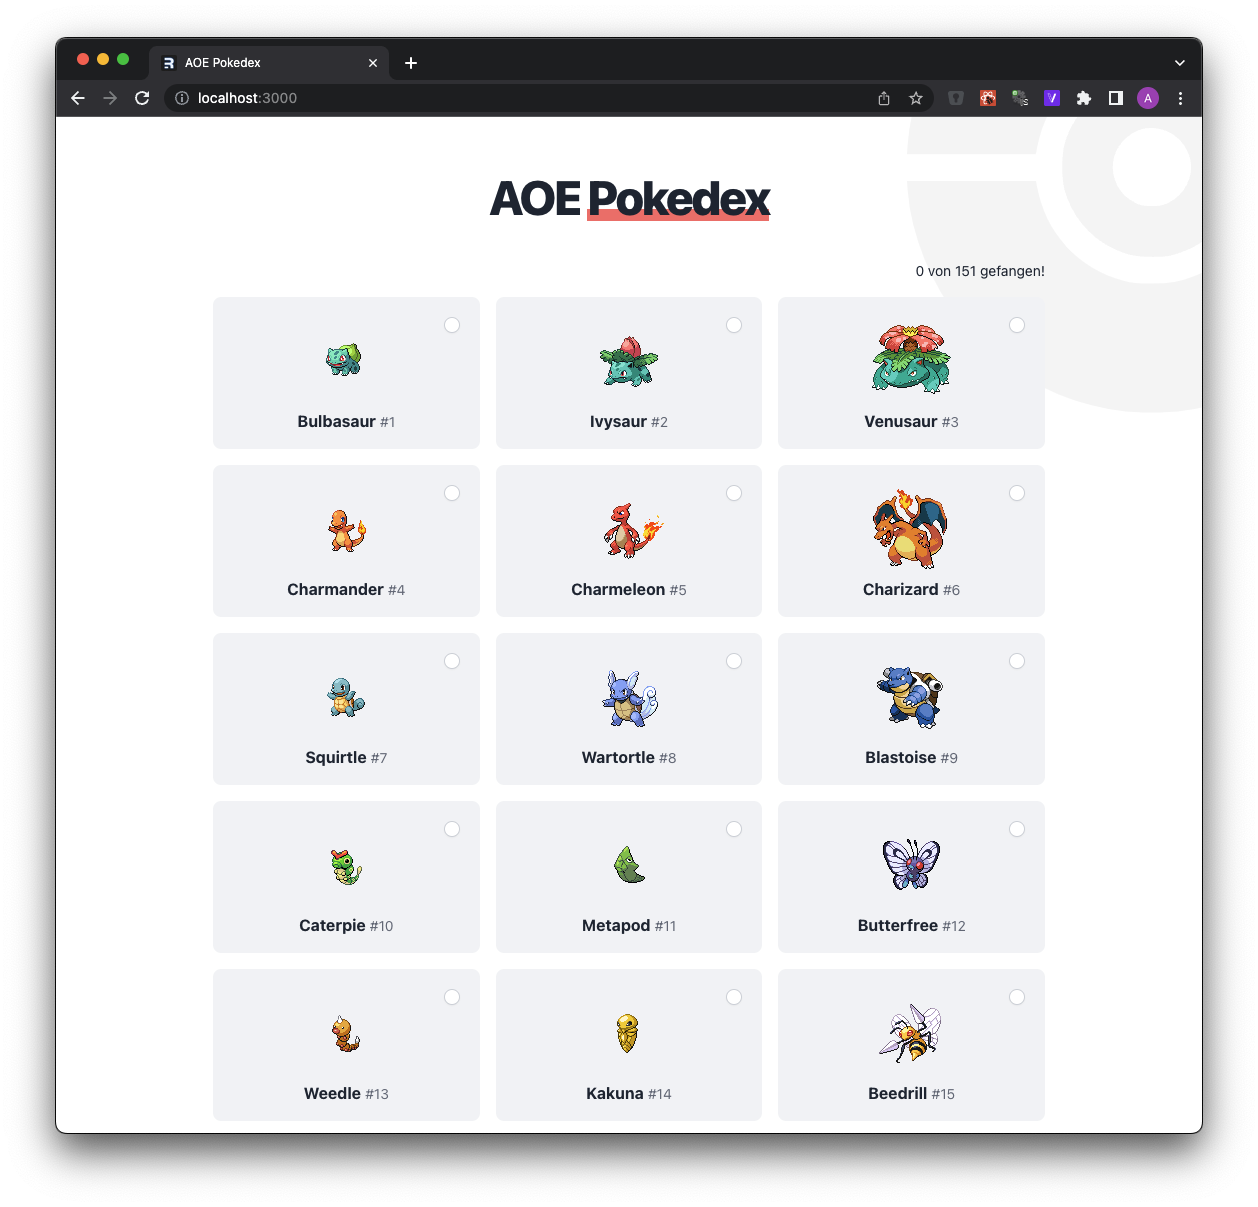 AOE Pokedex
localhost:3000
A
AOE Pokedex
0 von 151 gefangen!
Bulbasaur #1
Ivysaur #2
Venusaur #3
Charmander #4
Charmeleon #5
Charizard #6
Squirtle #7
Wartortle #8
Blastoise #9
Caterpie #10
Metapod #11
Butterfree #12
Weedle #13
Kakuna #14
Beedrill #15